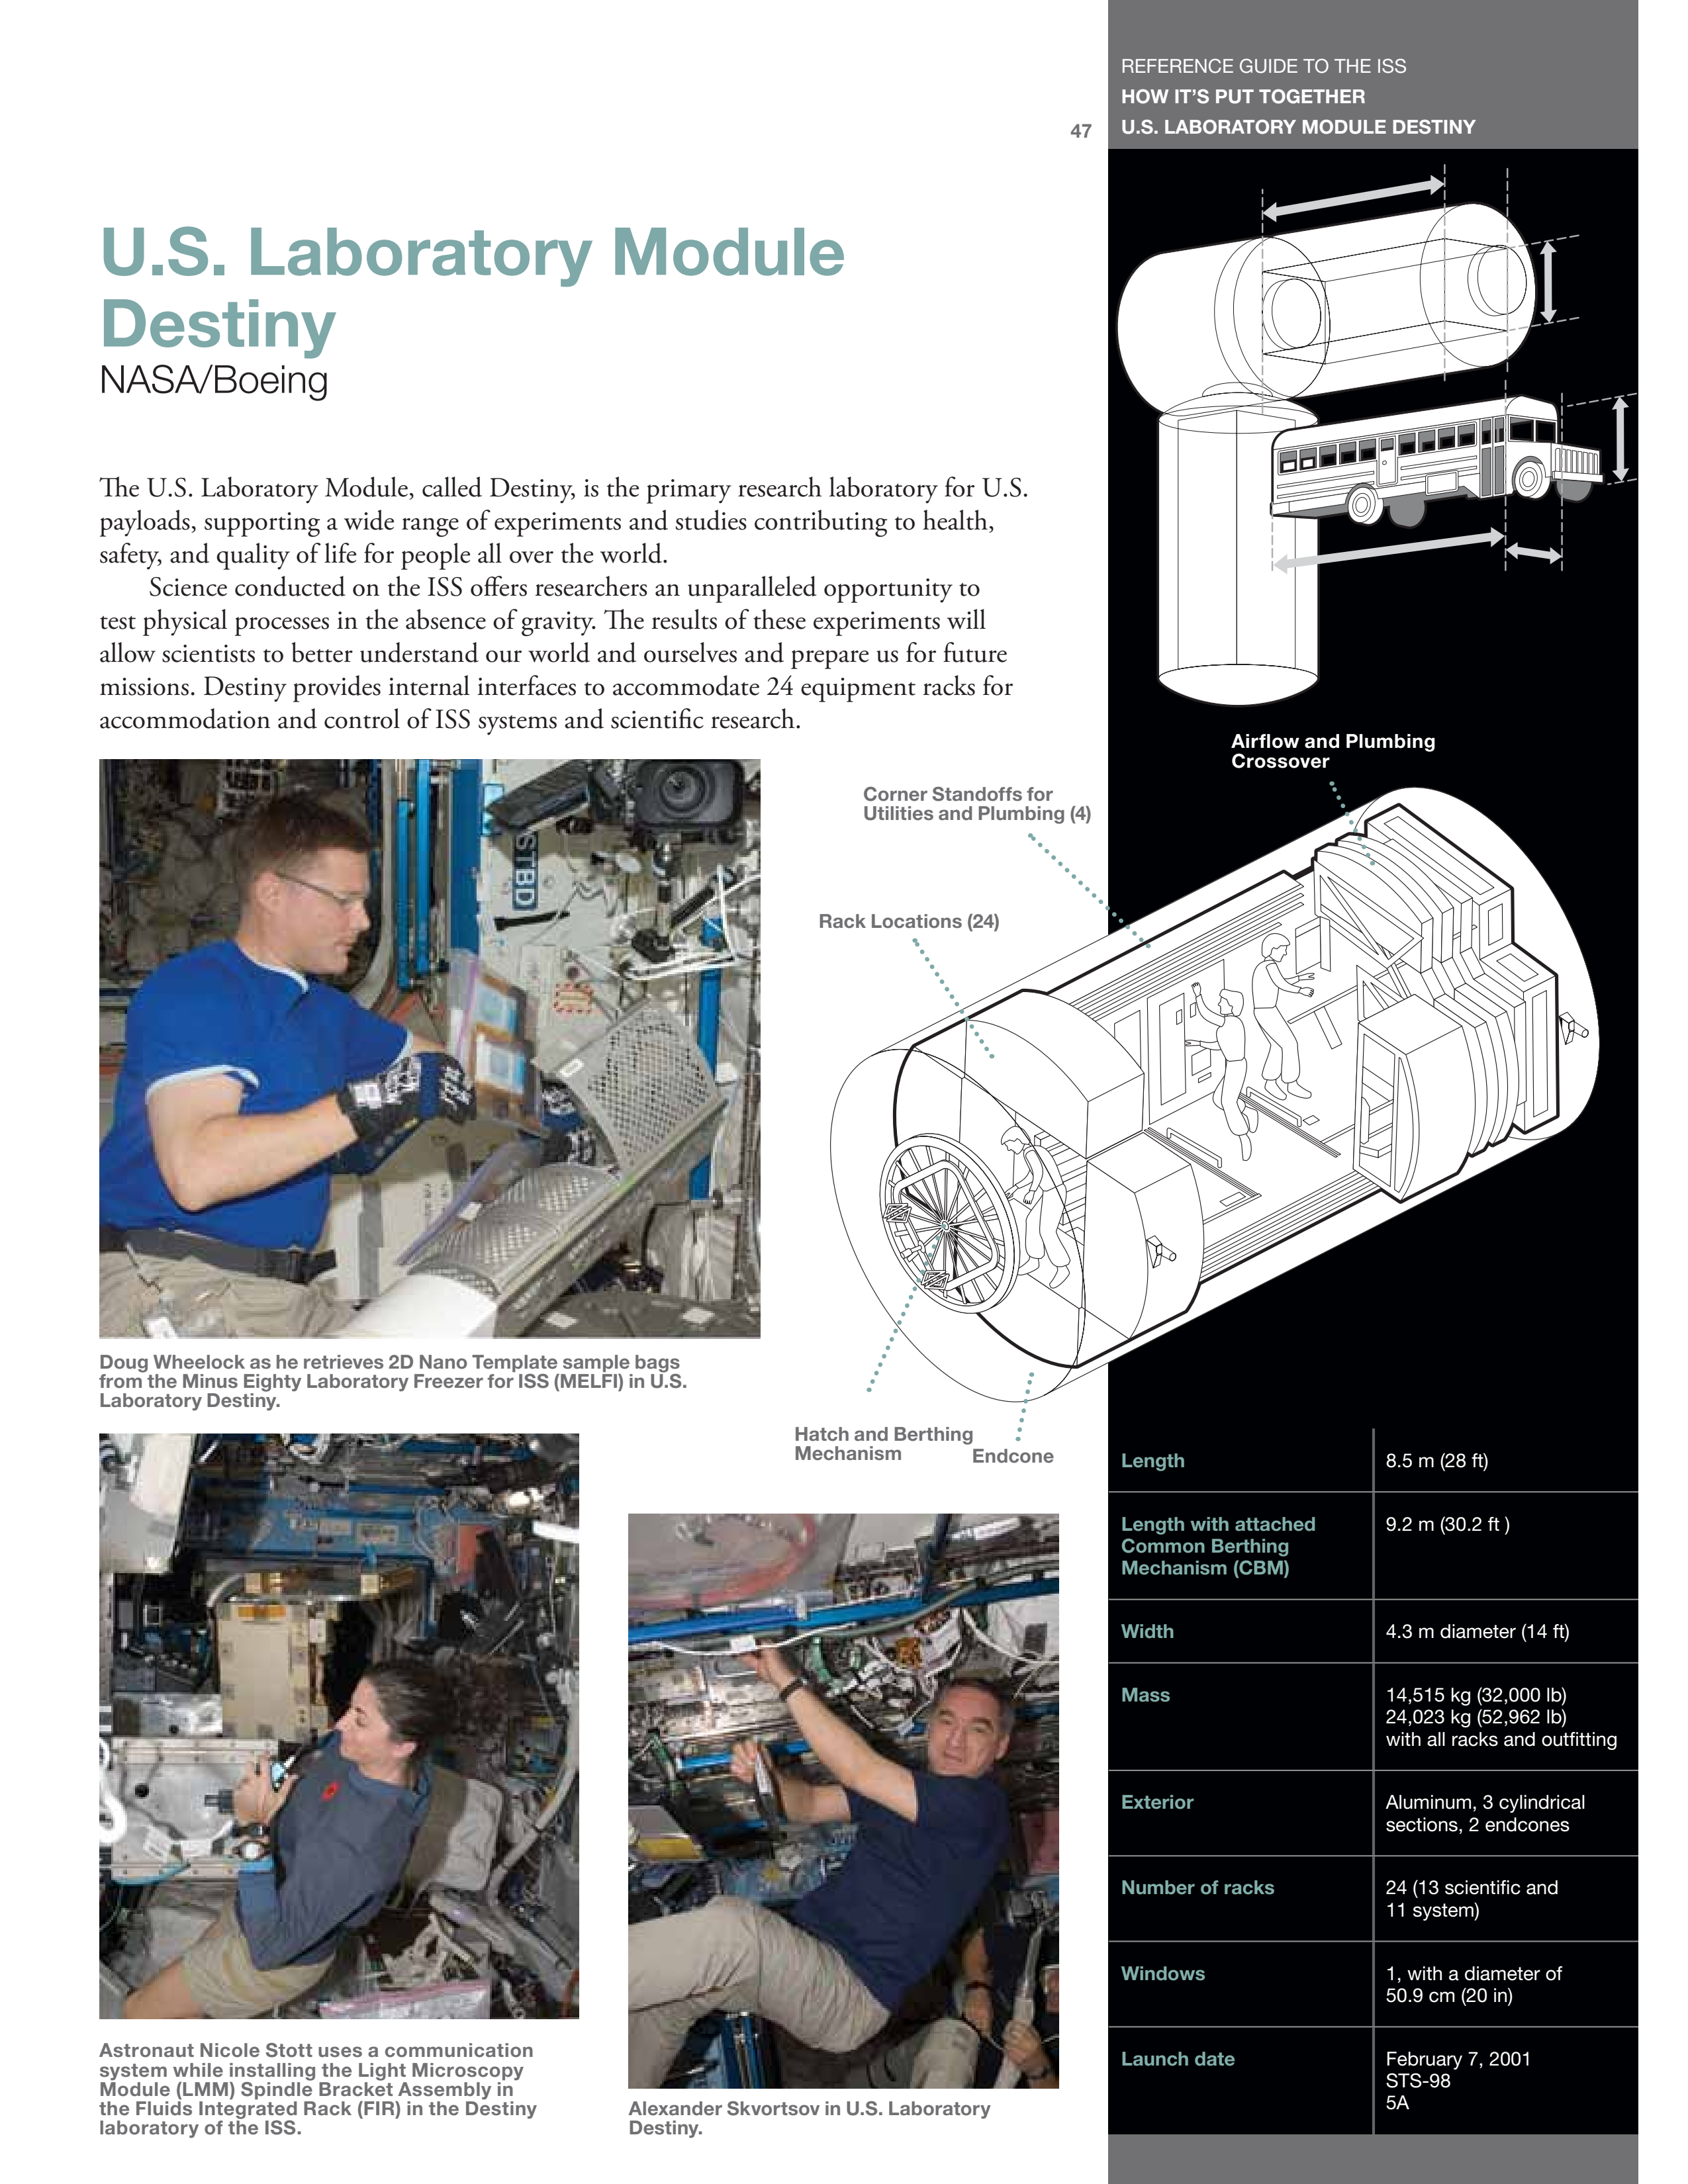 REFERENCE GUIDE TO THE ISS
HOW IT'S PUT TOGETHER
U.S. LABORATORY MODULE DESTINY
47
U.S. Laboratory Module
Destiny
NASA/Boeing
The U.S. Laboratory Module, called Destiny, is the primary research laboratory for U.S.
payloads, supporting a wide range of experiments and studies contributing to health,
safety, and quality of life for people all over the world.
Science conducted on the ISS offers researchers an unparalleled opportunity to
test physical processes in the absence of gravity. The results of these experiments will
allow scientists to better understand our world and ourselves and prepare us for future
missions. Destiny provides internal interfaces to accommodate 24 equipment racks for
accommodation and control of ISS systems and scientific research.
STBD
Doug Wheelock as he retrieves 2D Nano Template sample bags
from the Minus Eighty Laboratory Freezer for ISS (MELFI) in U.S.
Laboratory Destiny.
Airflow and Plumbing
Crossover
Corner Standoffs for
Utilities and Plumbing (4)
Rack Locations (24)
Hatch and Berthing
Mechanism
Endcone
Astronaut Nicole Stott uses a communication
system while installing the Light Microscopy
Module (LMM) Spindle Bracket Assembly in
the Fluids Integrated Rack (FIR) in the Destiny
laboratory of the ISS.
Alexander Skvortsov in U.S. Laboratory
Destiny.
Length
8.5 m (28 ft)
Length with attached
Common Berthing
Mechanism (CBM)
9.2 m (30.2 ft )
Width
4.3 m diameter (14 ft)
Mass
14,515 kg (32,000 lb)
24,023 kg (52,962 lb)
with all racks and outfitting
Exterior
Aluminum, 3 cylindrical
sections, 2 endcones
Number of racks
24 (13 scientific and
11 system)
Windows
1, with a diameter of
50.9 cm (20 in)
Launch date
February 7, 2001
STS-98
5A